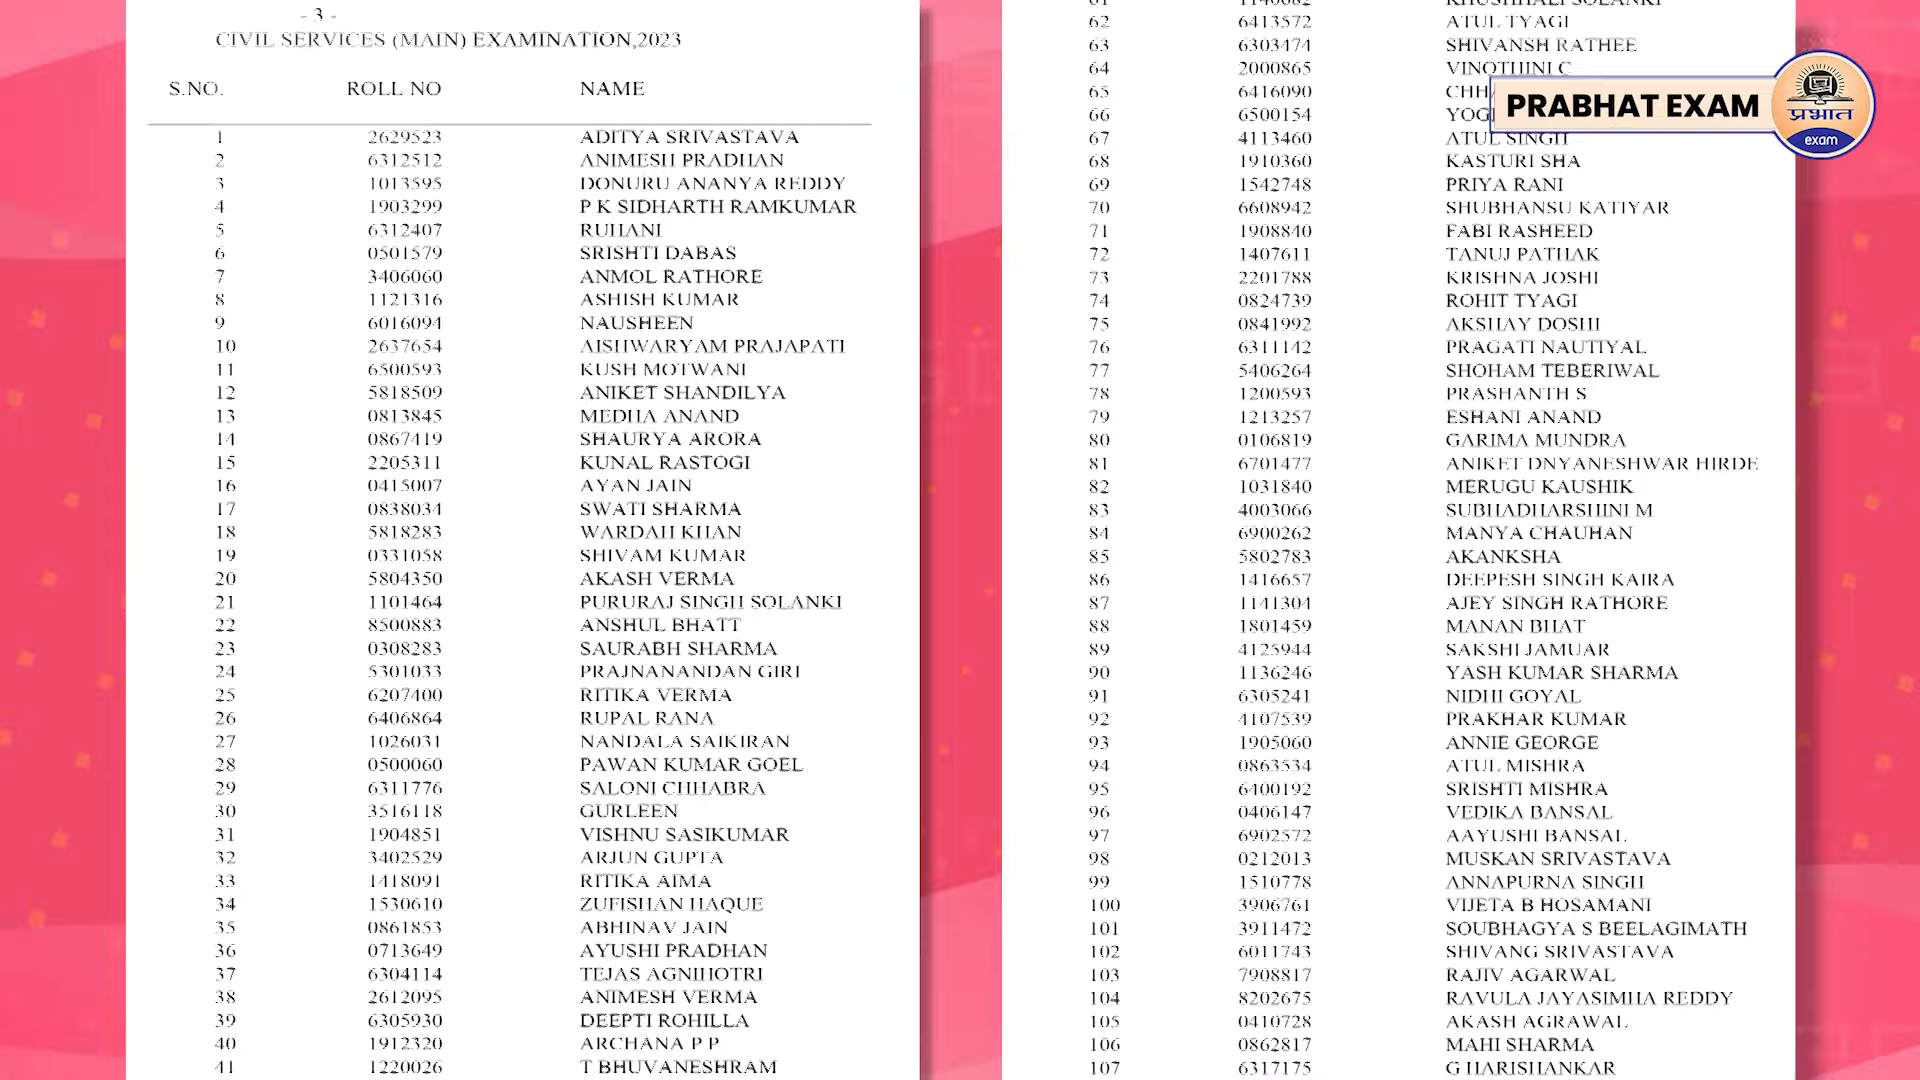 - 3 -
CIVIL SERVICES (MAIN) EXAMINATION,2023
S.NO. ROLL NO NAME
1 2629523 ADITYA SRIVASTAVA
2 6312512 ANIMESH PRADHAN
3 1013595 DONURU ANANYA REDDY
4 1903299 P K SIDHARTH RAMKUMAR
5 6312407 RUHANI
6 0501579 SRISHTI DABAS
7 3406060 ANMOL RATHORE
8 1121316 ASHISH KUMAR
9 6016094 NAUSHEEN
10 2637654 AISHWARYAM PRAJAPATI
11 6500593 KUSH MOTWANI
12 5818509 ANIKET SHANDILYA
13 0813845 MEDHA ANAND
14 0867419 SHAURYA ARORA
15 2205311 KUNAL RASTOGI
16 0415007 AYAN JAIN
17 0838034 SWATI SHARMA
18 5818283 WARDAH KHAN
19 0331058 SHIVAM KUMAR
20 5804350 AKASH VERMA
21 1101464 PURURAJ SINGH SOLANKI
22 8500883 ANSHUL BHATT
23 0308283 SAURABH SHARMA
24 5301033 PRAJNANANDAN GIRI
25 6207400 RITIKA VERMA
26 6406864 RUPAL RANA
27 1026031 NANDALA SAIKIRAN
28 0500060 PAWAN KUMAR GOEL
29 6311776 SALONI CHHABRA
30 3516118 GURLEEN
31 1904851 VISHNU SASIKUMAR
32 3402529 ARJUN GUPTA
33 1418091 RITIKA AIMA
34 1530610 ZUFISHAN HAQUE
35 0861853 ABHINAV JAIN
36 0713649 AYUSHI PRADHAN
37 6304114 TEJAS AGNIHOTRI
38 2612095 ANIMESH VERMA
39 6305930 DEEPTI ROHILLA
40 1912320 ARCHANA P P
41 1220026 T BHUVANESHRAM
61 1140082 KHUSHHALI SOLANKI
62 6413572 ATUL TYAGI
63 6303474 SHIVANSH RATHEE
64 2000865 VINOTHINI C
65 6416090
66 6500154
67 4113460 ATUL SINGH
68 1910360 KASTURI SHA
69 1542748 PRIYA RANI
70 6608942 SHUBHANSU KATIYAR
71 1908840 FABI RASHEED
72 1407611 TANUJ PATHAK
73 2201788 KRISHNA JOSHI
74 0824739 ROHIT TYAGI
75 0841992 AKSHAY DOSHI
76 6311142 PRAGATI NAUTIYAL
77 5406264 SHOHAM TEBERIWAL
78 1200593 PRASHANTH S
79 1213257 ESHANI ANAND
80 0106819 GARIMA MUNDRA
81 6701477 ANIKET DNYANESHWAR HIRDE
82 1031840 MERUGU KAUSHIK
83 4003066 SUBHADHARSHINI M
84 6900262 MANYA CHAUHAN
85 5802783 AKANKSHA
86 1416657 DEEPESH SINGH KAIRA
87 1141304 AJEY SINGH RATHORE
88 1801459 MANAN BHAT
89 4125944 SAKSHI JAMUAR
90 1136246 YASH KUMAR SHARMA
91 6305241 NIDHI GOYAL
92 4107539 PRAKHAR KUMAR
93 1905060 ANNIE GEORGE
94 0863534 ATUL MISHRA
95 6400192 SRISHTI MISHRA
96 0406147 VEDIKA BANSAL
97 6902572 AAYUSHI BANSAL
98 0212013 MUSKAN SRIVASTAVA
99 1510778 ANNAPURNA SINGH
100 3906761 VIJETA B HOSAMANI
101 3911472 SOUBHAGYA S BEELAGIMATH
102 6011743 SHIVANG SRIVASTAVA
103 7908817 RAJIV AGARWAL
104 8202675 RAVULA JAYASIMHA REDDY
105 0410728 AKASH AGRAWAL
106 0862817 MAHI SHARMA
107 6317175 G HARISHANKAR
PRABHAT EXAM
प्रभात
exam